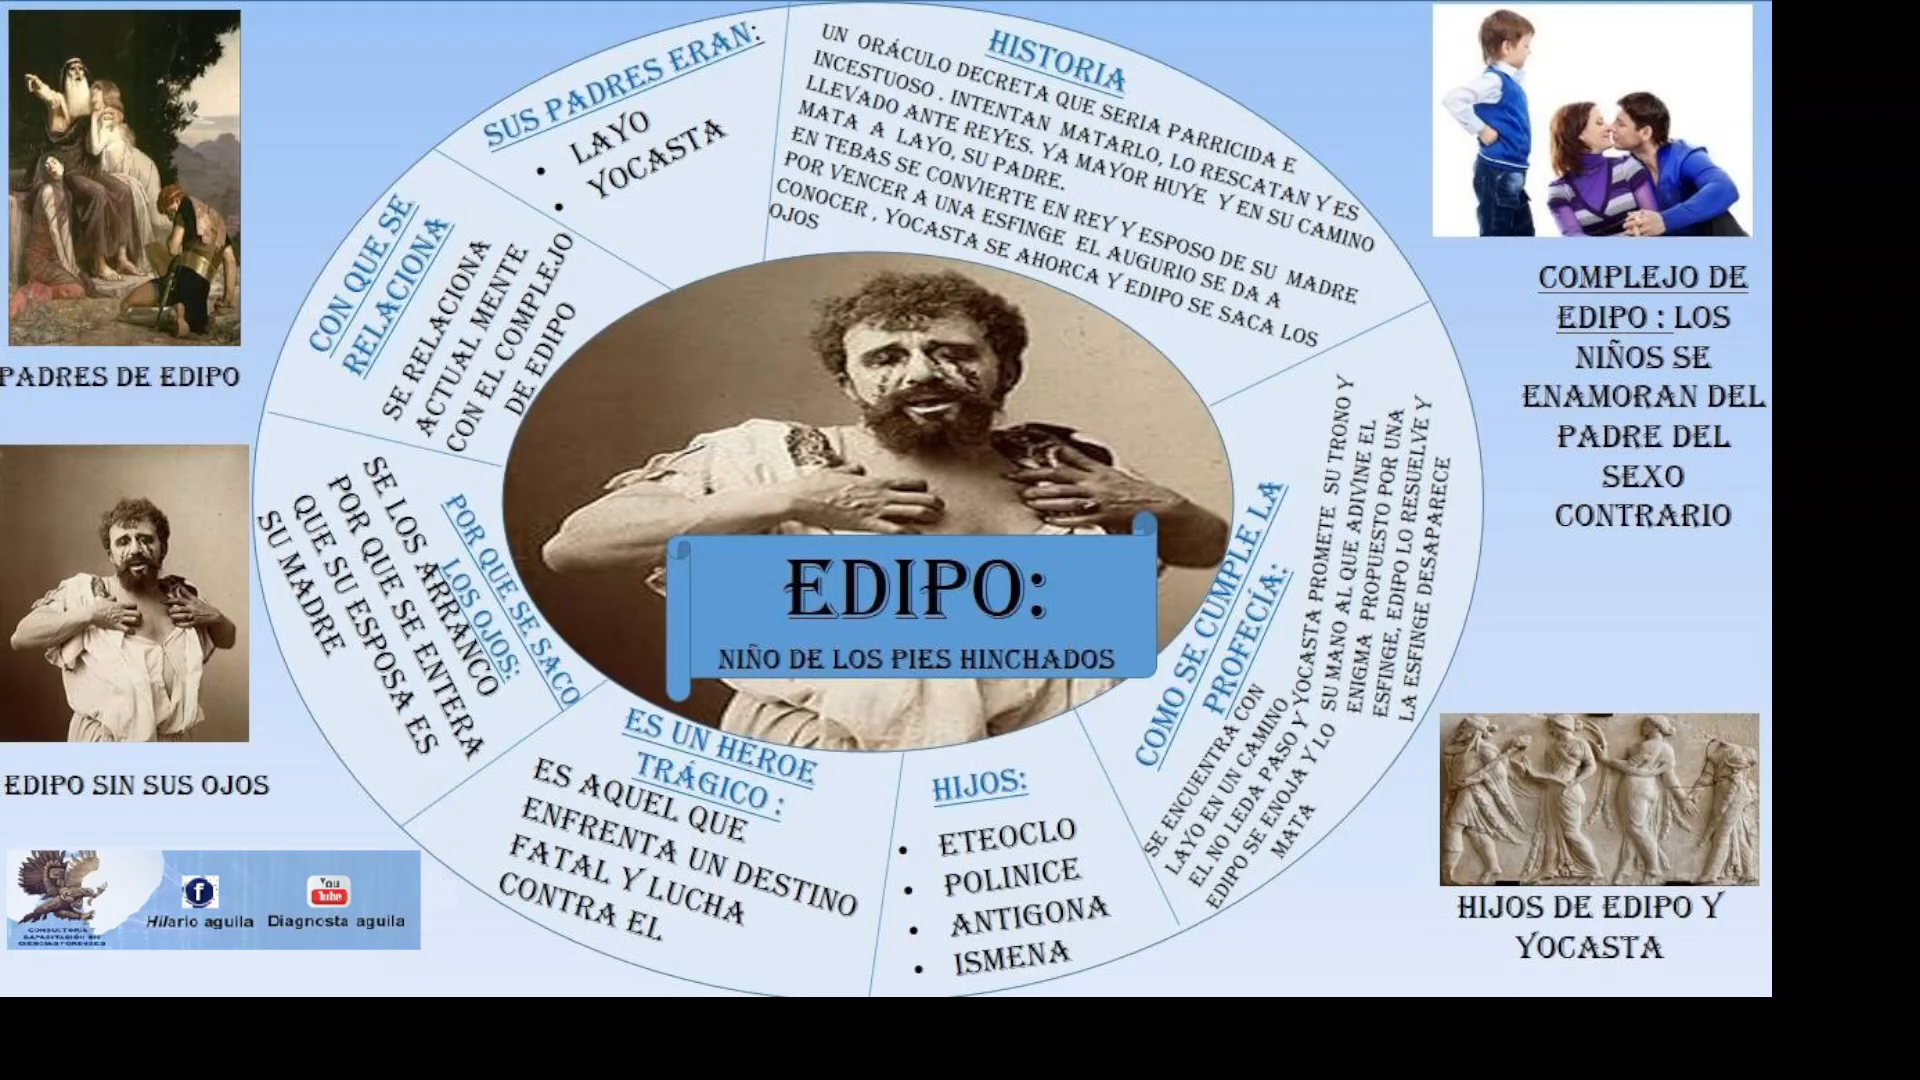 SUS PADRES ERAN:
• LAYO
• YOCASTA
HISTORIA
UN ORÁCULO DECRETA QUE SERIA PARRICIDA E
INCESTUOSO . INTENTAN MATARLO, LO RESCATAN Y ES
LLEVADO ANTE REYES. YA MAYOR HUYE Y EN SU CAMINO
MATA A LAYO, SU PADRE.
EN TEBAS SE CONVIERTE EN REY Y ESPOSO DE SU MADRE
POR VENCER A UNA ESFINGE EL AUGURIO SE DA A
CONOCER , YOCASTA SE AHORCA Y EDIPO SE SACA LOS
OJOS
CON QUE SE
RELACIONA
SE RELACIONA
ACTUAL MENTE
CON EL COMPLEJO
DE EDIPO
COMO SE CUMPLE LA
PROFECÍA:
SE ENCUENTRA CON
LAYO EN UN CAMINO
EL NO LEDA PASO Y
EDIPO SE ENOJA Y LO
MATA
YOCASTA PROMETE SU TRONO Y
SU MANO AL QUE ADIVINE EL
ENIGMA PROPUESTO POR UNA
ESFINGE, EDIPO LO RESUELVE Y
LA ESFINGE DESAPARECE
POR QUE SE SACO
LOS OJOS:
SE LOS ARRANCO
POR QUE SE ENTERA
QUE SU ESPOSA ES
SU MADRE
EDIPO:
NIÑO DE LOS PIES HINCHADOS
ES UN HEROE
TRÁGICO :
ES AQUEL QUE
ENFRENTA UN DESTINO
FATAL Y LUCHA
CONTRA EL
HIJOS:
• ETEOCLO
• POLINICE
• ANTIGONA
• ISMENA
PADRES DE EDIPO
EDIPO SIN SUS OJOS
CONSULTORIA Y
CAPACITACIÓN EN
CIENCIAS FORENSES
f
Hilario aguila
You
Tube
Diagnosta aguila
COMPLEJO DE
EDIPO : LOS
NIÑOS SE
ENAMORAN DEL
PADRE DEL
SEXO
CONTRARIO
HIJOS DE EDIPO Y
YOCASTA